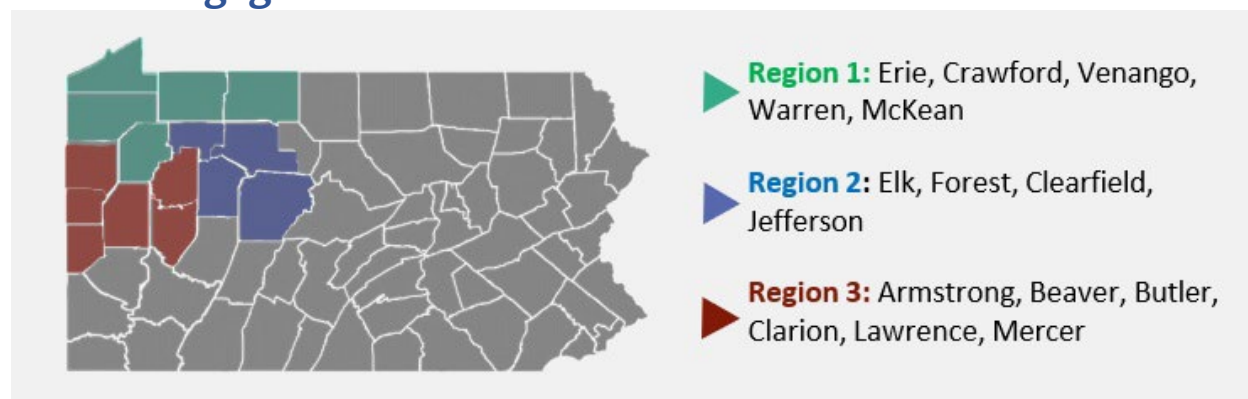 Region 1: Erie, Crawford, Venango,
Warren, McKean
Region 2: Elk, Forest, Clearfield,
Jefferson
Region 3: Armstrong, Beaver, Butler,
Clarion, Lawrence, Mercer